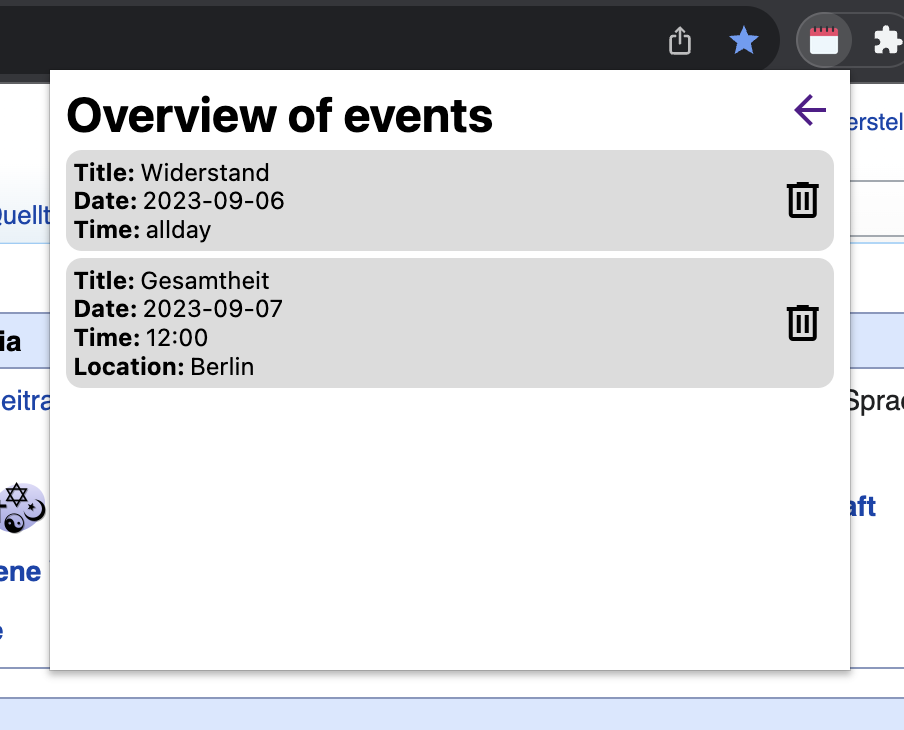 Overview of events
erstel
Title: Widerstand
Date: 2023-09-06
Time: allday
Quellt
Title: Gesamtheit
Date: 2023-09-07
Time: 12:00
Location: Berlin
ia
eitra
Sprac
aft
ene
e